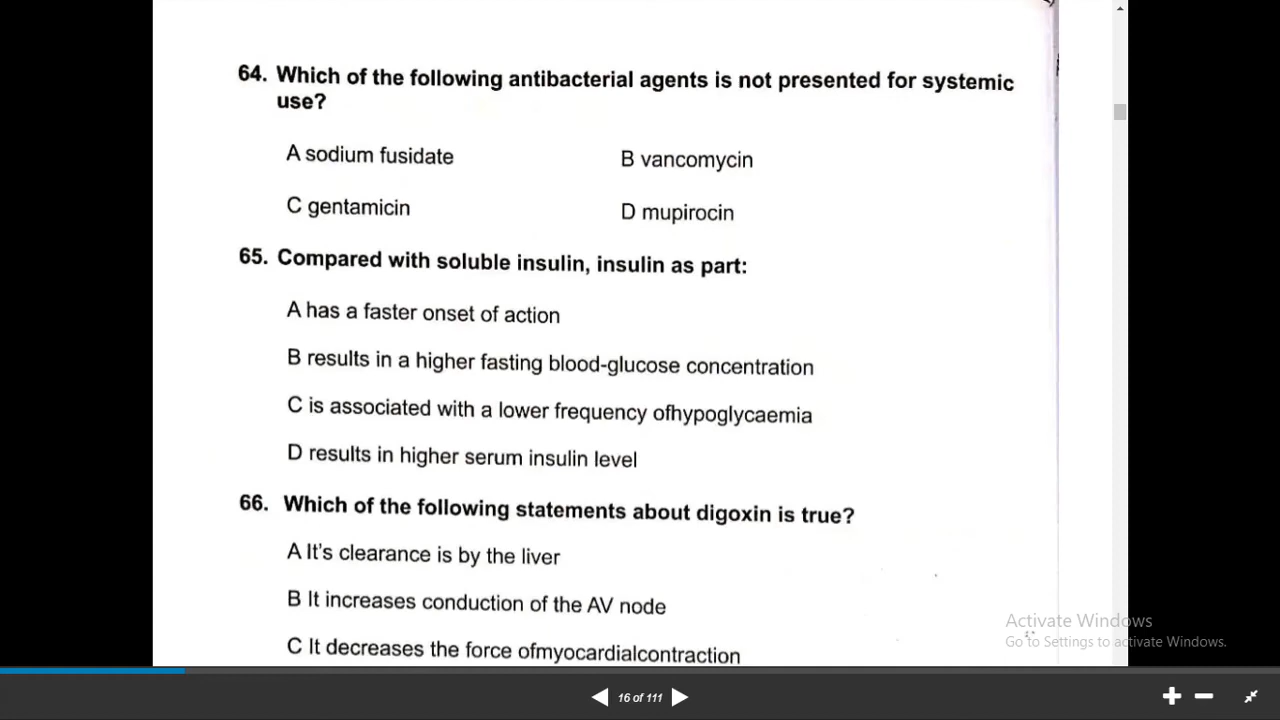 64. Which of the following antibacterial agents is not presented for systemic
use?
A sodium fusidate
B vancomycin
C gentamicin
D mupirocin
65. Compared with soluble insulin, insulin as part:
A has a faster onset of action
B results in a higher fasting blood-glucose concentration
C is associated with a lower frequency ofhypoglycaemia
D results in higher serum insulin level
66. Which of the following statements about digoxin is true?
A It's clearance is by the liver
B It increases conduction of the AV node
C It decreases the force ofmyocardialcontraction
Activate Windows
Go to Settings to activate Windows.
16 of 111